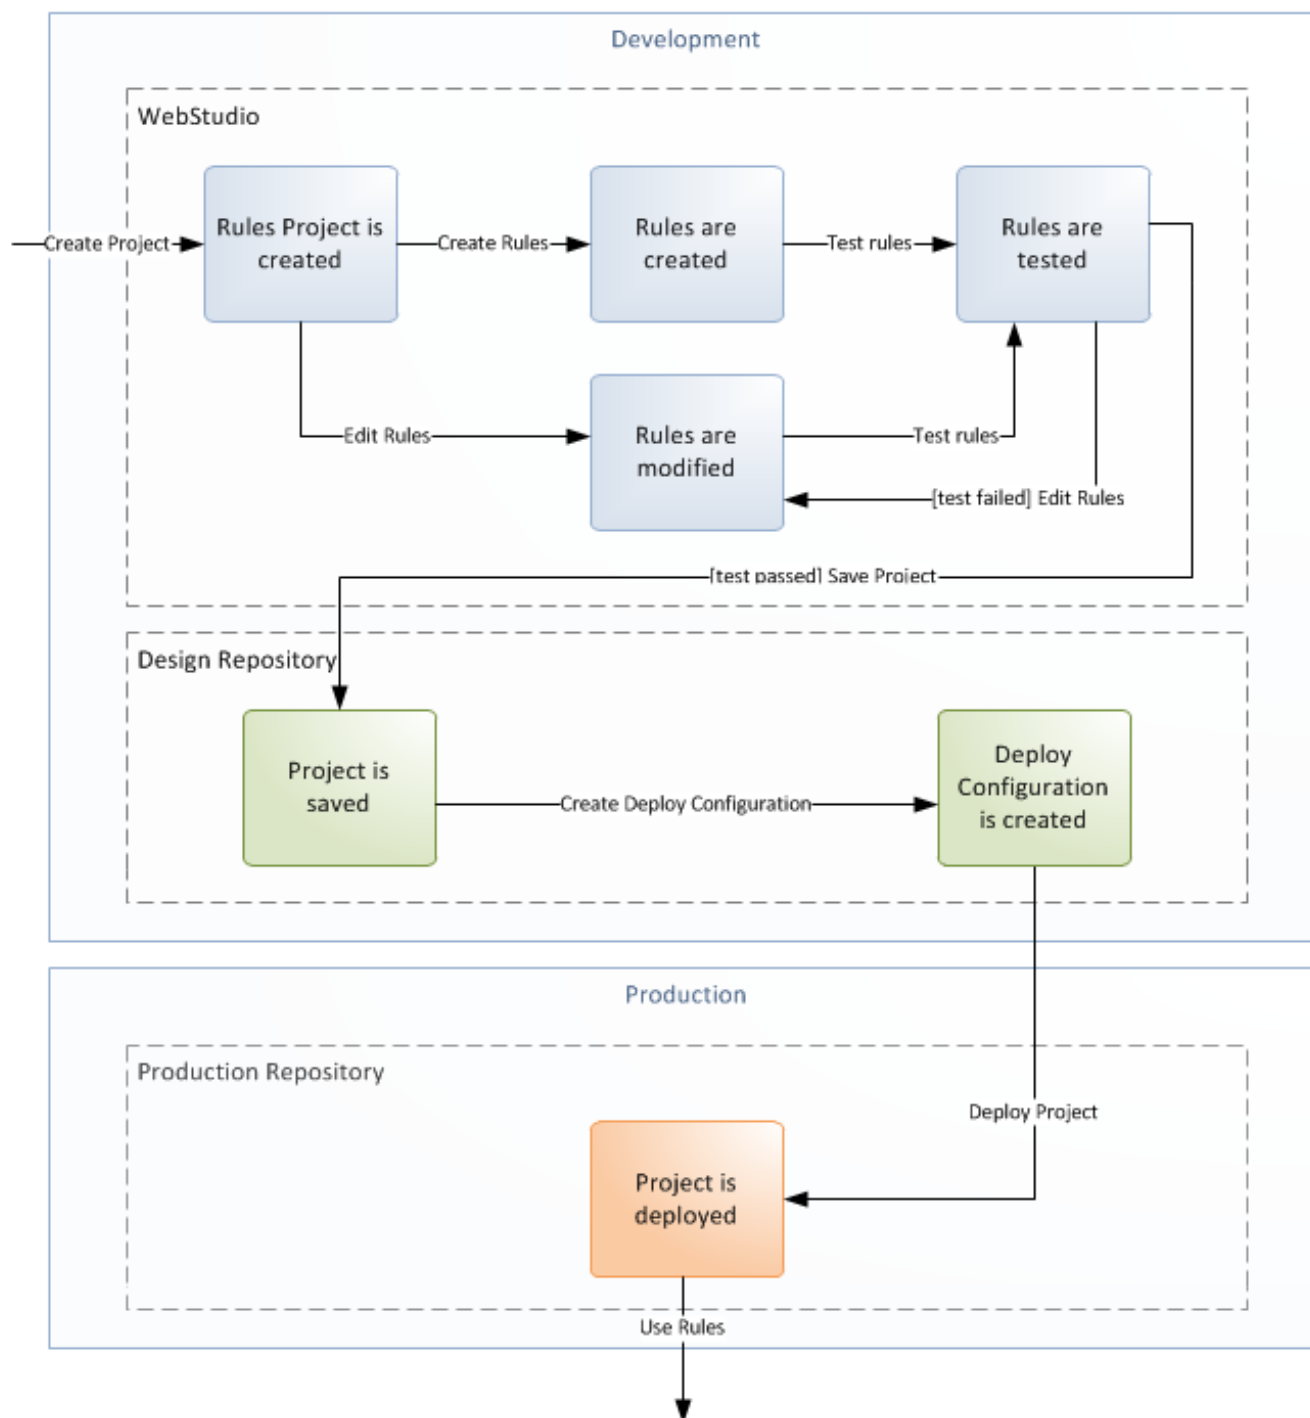 Development
WebStudio
Create Project
Rules Project is
created
Create Rules
Rules are
created
Test rules
Rules are
tested
Edit Rules
Rules are
modified
Test rules
[test failed] Edit Rules
[test passed] Save Project
Design Repository
Project is
saved
Create Deploy Configuration
Deploy
Configuration
is created
Production
Production Repository
Deploy Project
Project is
deployed
Use Rules